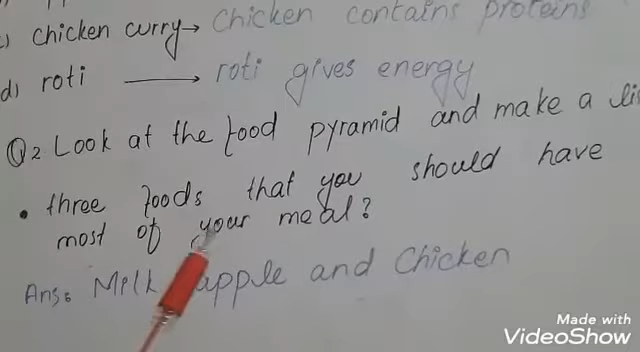 c) chicken curry → chicken contains proteins
d) roti → roti gives energy
Q2 Look at the food pyramid and make a lis
• three foods that you should have
most of your meal?
Ans: Milk apple and Chicken
Made with
VideoShow